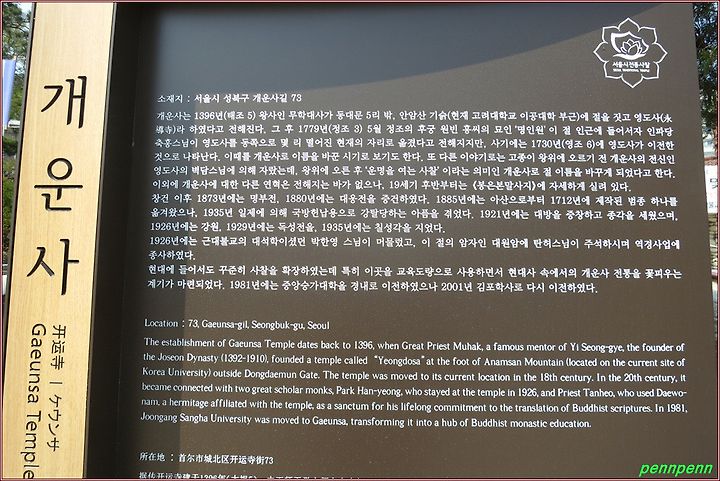 개운사
开运寺 ー ケウンサ
Gaeunsa Temple
서울시전통사찰
SEOUL TRADITIONAL TEMPLE
소재지 : 서울시 성북구 개운사길 73
개운사는 1396년(태조 5) 왕사인 무학대사가 동대문 5리 밖, 안암산 기슭(현재 고려대학교 이공대학 부근)에 절을 짓고 영도사(永
導寺)라 하였다고 전해진다. 그 후 1779년(정조 3) 5월 정조의 후궁 원빈 홍씨의 묘인 '명인원' 이 절 인근에 들어서자 인파당
축홍스님이 영도사를 동쪽으로 몇 리 떨어진 현재의 자리로 옮겼다고 전해지지만, 사기에는 1730년(영조 6)에 영도사가 이전한
것으로 나타난다. 이때를 개운사로 이름을 바꾼 시기로 보기도 한다. 또 다른 이야기로는 고종이 왕위에 오르기 전 개운사의 전신인
영도사의 벽담스님에 의해 자랐는데, 왕위에 오른 후 '운명을 여는 사찰' 이라는 의미인 개운사로 절 이름을 바꾸게 되었다고 한다.
이외에 개운사에 대한 다른 연혁은 전해지는 바가 없으나, 19세기 후반부터는 《봉은본말사지》에 자세하게 실려 있다.
창건 이후 1873년에는 명부전, 1880년에는 대웅전을 중건하였다. 1885년에는 아산으로부터 1712년에 제작된 범종 하나를
옮겨왔으나, 1935년 일제에 의해 국방헌납용으로 강탈당하는 아픔을 겪었다. 1921년에는 대방을 중창하고 종각을 세웠으며,
1926년에는 강원, 1929년에는 독성전을, 1935년에는 칠성각을 지었다.
1926년에는 근대불교의 대석학이셨던 박한영 스님이 머물렀고, 이 절의 암자인 대원암에 탄허스님이 주석하시며 역경사업에
종사하였다.
현대에 들어서도 꾸준히 사찰을 확장하였는데 특히 이곳을 교육도량으로 사용하면서 현대사 속에서의 개운사 전통을 꽃피우는
계기가 마련되었다. 1981년에는 중앙승가대학을 경내로 이전하였으나 2001년 김포학사로 다시 이전하였다.
Location : 73, Gaeunsa-gil, Seongbuk-gu, Seoul
The establishment of Gaeunsa Temple dates back to 1396, when Great Priest Muhak, a famous mentor of Yi Seong-gye, the founder of
the Joseon Dynasty (1392-1910), founded a temple called "Yeongdosa" at the foot of Anamsan Mountain (located on the current site of
Korea University) outside Dongdaemun Gate. The temple was moved to its current location in the 18th century. In the 20th century, it
became connected with two great scholar monks, Park Han-yeong, who stayed at the temple in 1926, and Priest Tanheo, who used Daewo-
nam, a hermitage affiliated with the temple, as a sanctum for his lifelong commitment to the translation of Buddhist scriptures. In 1981,
Joongang Sangha University was moved to Gaeunsa, transforming it into a hub of Buddhist monastic education.
所在地 : 首尔市城北区开运寺街73
pennpenn